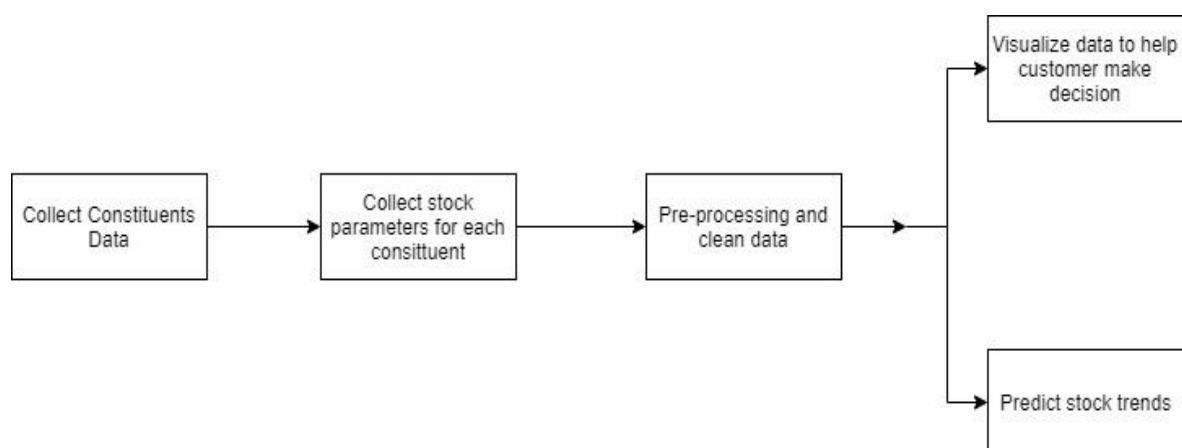 Collect Constituents
Data
Collect stock
parameters for each
consittuent
Pre-processing and
clean data
Visualize data to help
customer make
decision
Predict stock trends